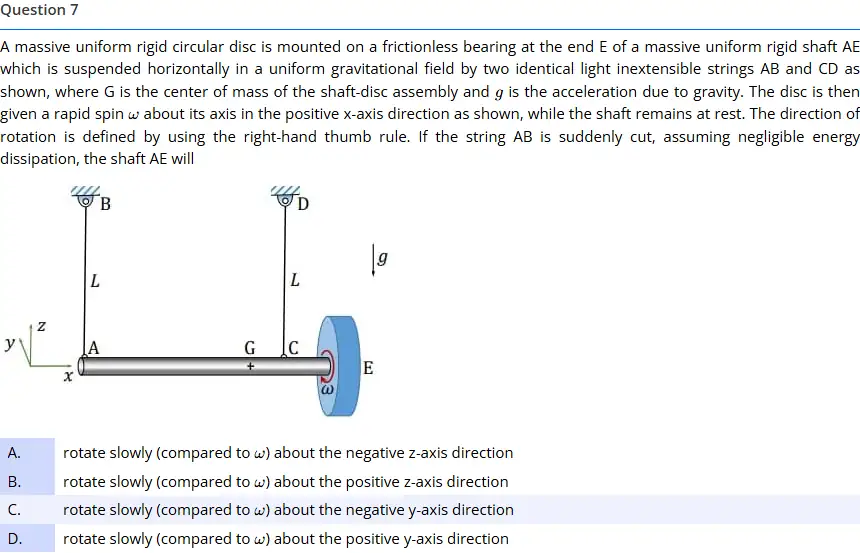 Question 7
A massive uniform rigid circular disc is mounted on a frictionless bearing at the end E of a massive uniform rigid shaft AE
which is suspended horizontally in a uniform gravitational field by two identical light inextensible strings AB and CD as
shown, where G is the center of mass of the shaft-disc assembly and g is the acceleration due to gravity. The disc is then
given a rapid spin ω about its axis in the positive x-axis direction as shown, while the shaft remains at rest. The direction of
rotation is defined by using the right-hand thumb rule. If the string AB is suddenly cut, assuming negligible energy
dissipation, the shaft AE will
B D
g
L L
z
y A G C
x + E
ω
A. rotate slowly (compared to ω) about the negative z-axis direction
B. rotate slowly (compared to ω) about the positive z-axis direction
C. rotate slowly (compared to ω) about the negative y-axis direction
D. rotate slowly (compared to ω) about the positive y-axis direction